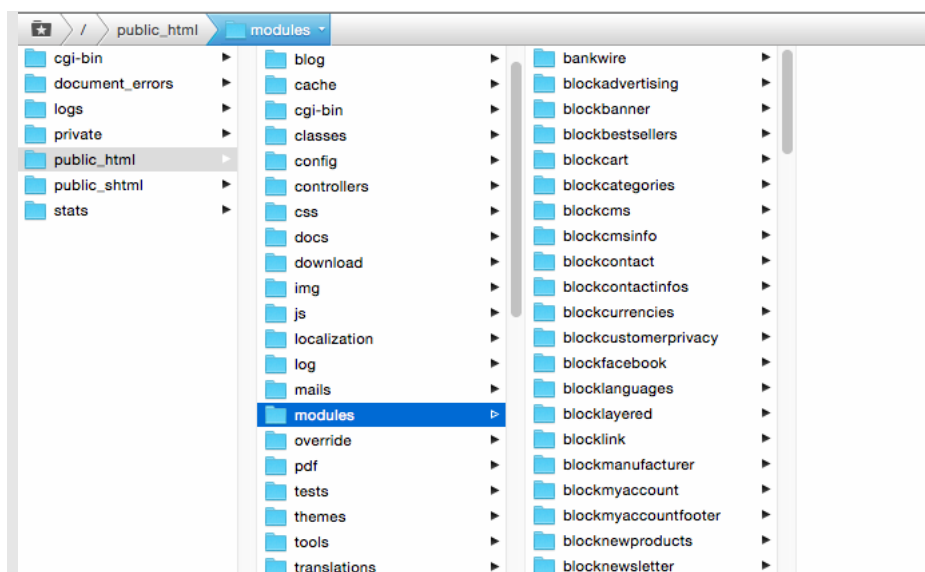 / public_html modules
cgi-bin
document_errors
logs
private
public_html
public_shtml
stats
blog
cache
cgi-bin
classes
config
controllers
css
docs
download
img
js
localization
log
mails
modules
override
pdf
tests
themes
tools
translations
bankwire
blockadvertising
blockbanner
blockbestsellers
blockcart
blockcategories
blockcms
blockcmsinfo
blockcontact
blockcontactinfos
blockcurrencies
blockcustomerprivacy
blockfacebook
blocklanguages
blocklayered
blocklink
blockmanufacturer
blockmyaccount
blockmyaccountfooter
blocknewproducts
blocknewsletter